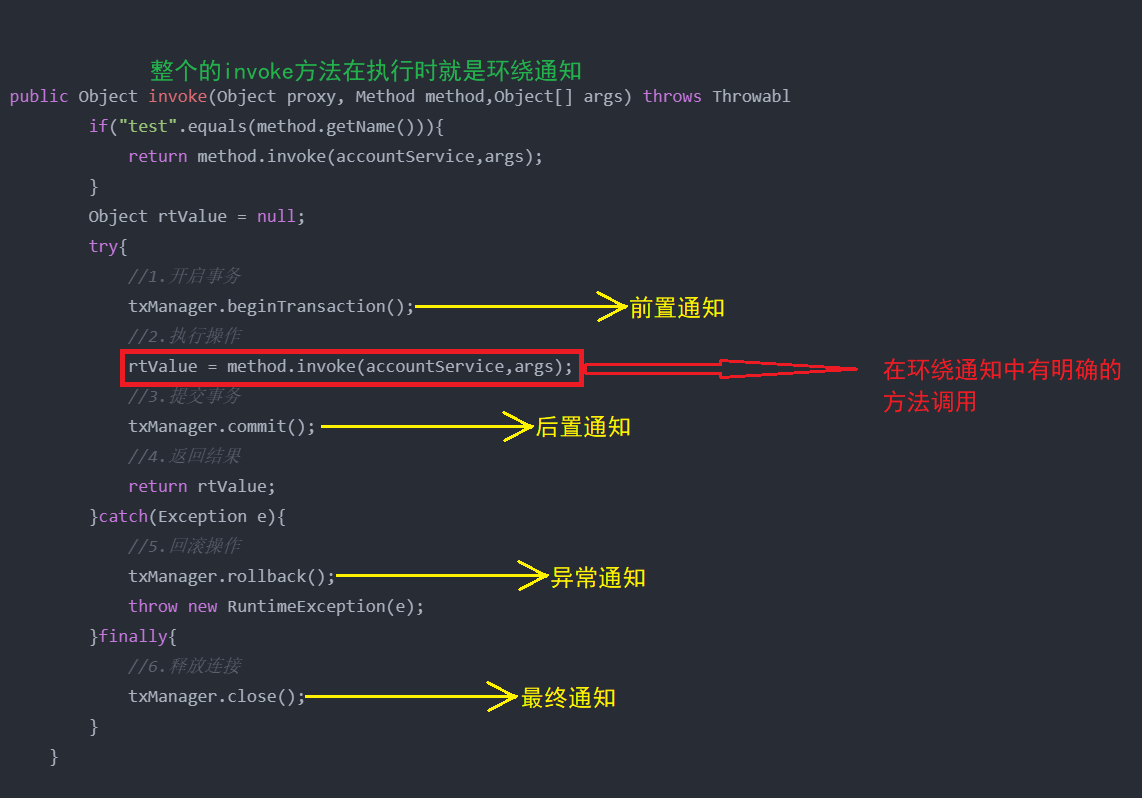 整个的invoke方法在执行时就是环绕通知
public Object invoke(Object proxy, Method method,Object[] args) throws Throwabl
if("test".equals(method.getName())){
return method.invoke(accountService,args);
}
Object rtValue = null;
try{
//1.开启事务
txManager.beginTransaction(); 前置通知
//2.执行操作
rtValue = method.invoke(accountService,args); 在环绕通知中有明确的
方法调用
//3.提交事务
txManager.commit(); 后置通知
//4.返回结果
return rtValue;
}catch(Exception e){
//5.回滚操作
txManager.rollback(); 异常通知
throw new RuntimeException(e);
}finally{
//6.释放连接
txManager.close(); 最终通知
}
}